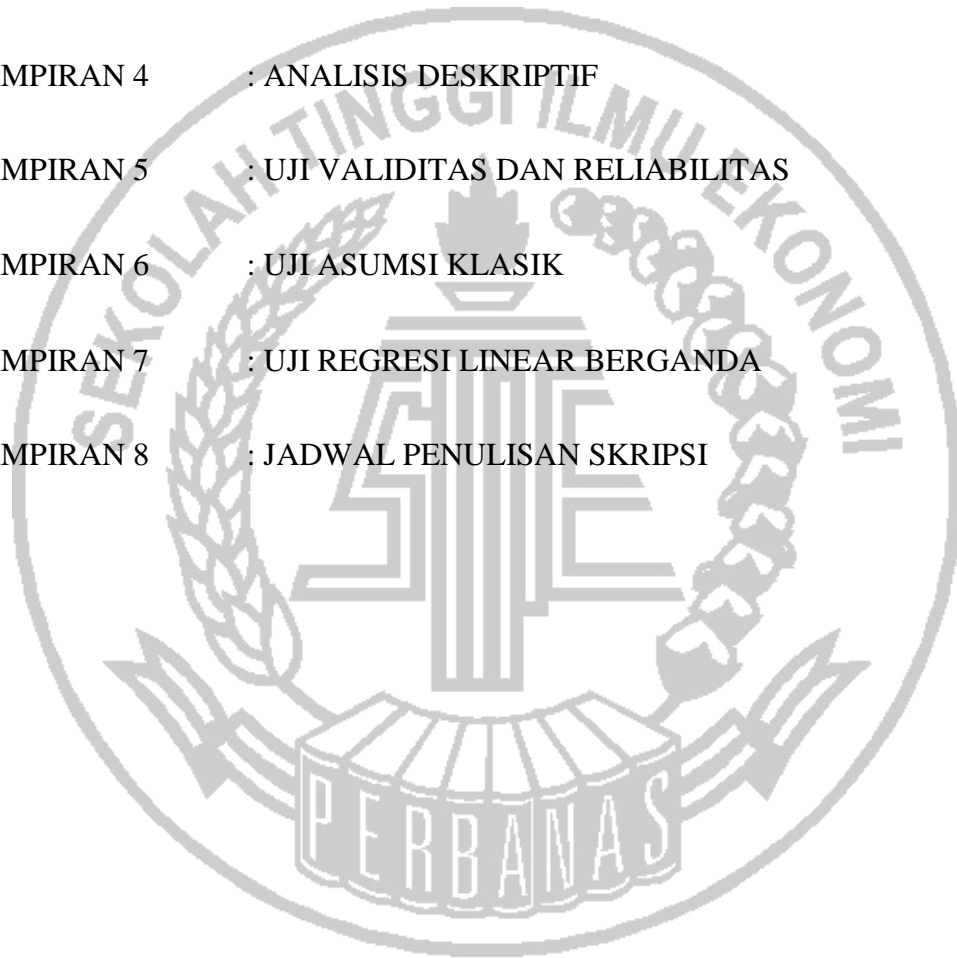 MPIRAN 4 : ANALISIS DESKRIPTIF
MPIRAN 5 : UJI VALIDITAS DAN RELIABILITAS
MPIRAN 6 : UJI ASUMSI KLASIK
MPIRAN 7 : UJI REGRESI LINEAR BERGANDA
MPIRAN 8 : JADWAL PENULISAN SKRIPSI
SEKOLAH TINGGI ILMU EKONOMI
PERBANAS